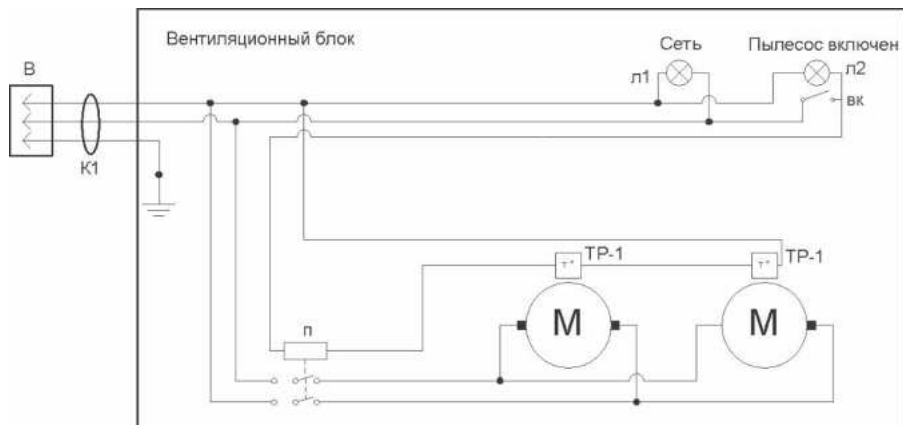 Вентиляционный блок
Сеть
Пылесос включен
В
л1
л2
вк
К1
ТР-1
ТР-1
т°
т°
М
М
п